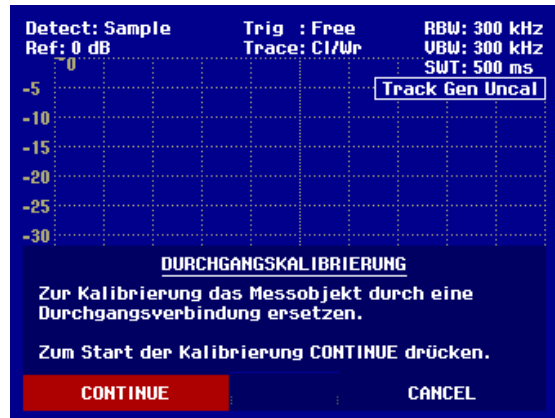 Detect: Sample Trig : Free RBW: 300 kHz
Ref: 0 dB Trace: Cl/Wr VBW: 300 kHz
SWT: 500 ms
Track Gen Uncal
0
-5
-10
-15
-20
-25
-30
DURCHGANGSKALIBRIERUNG
Zur Kalibrierung das Messobjekt durch eine
Durchgangsverbindung ersetzen.
Zum Start der Kalibrierung CONTINUE drücken.
CONTINUE CANCEL